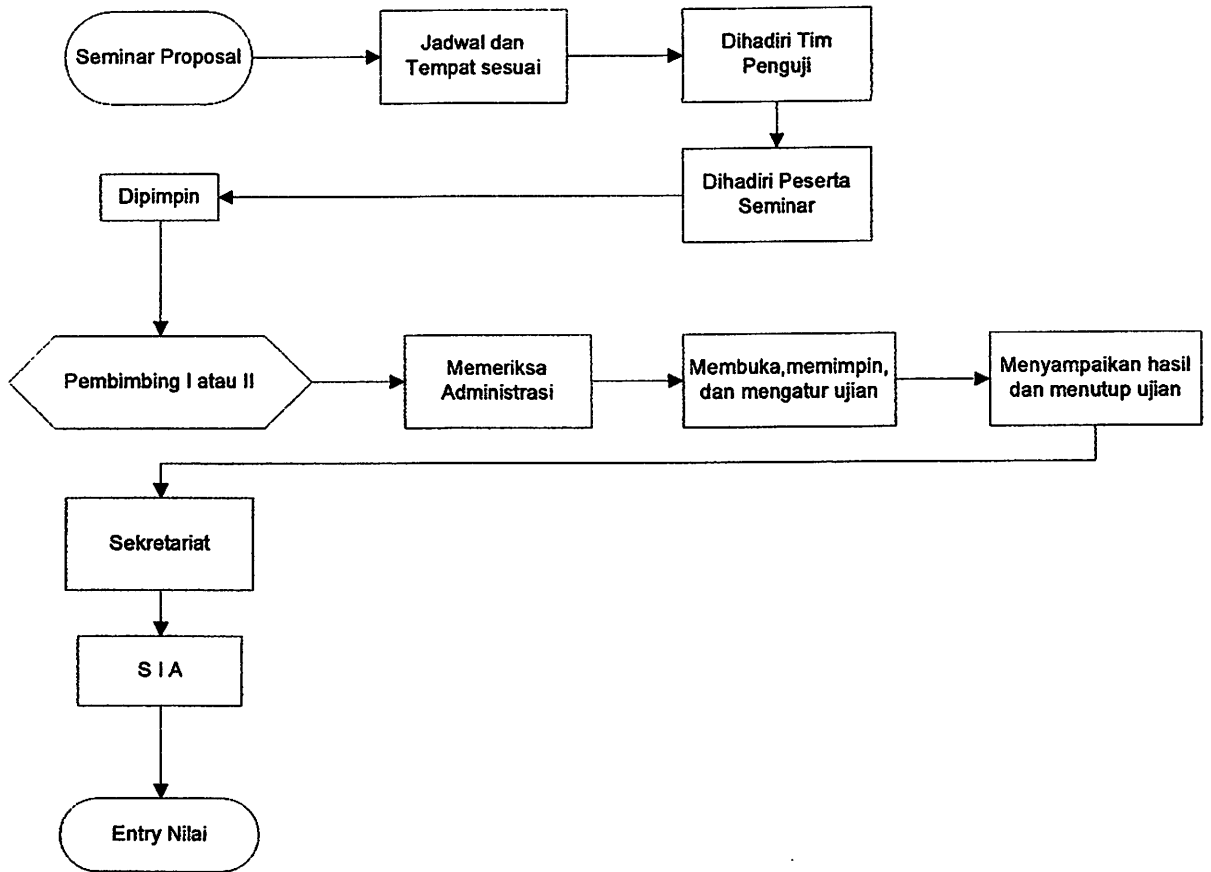 Seminar Proposal
Jadwal dan
Tempat sesuai
Dihadiri Tim
Penguji
Dihadiri Peserta
Seminar
Dipimpin
Pembimbing I atau II
Memeriksa
Administrasi
Membuka,memimpin,
dan mengatur ujian
Menyampaikan hasil
dan menutup ujian
Sekretariat
S I A
Entry Nilai